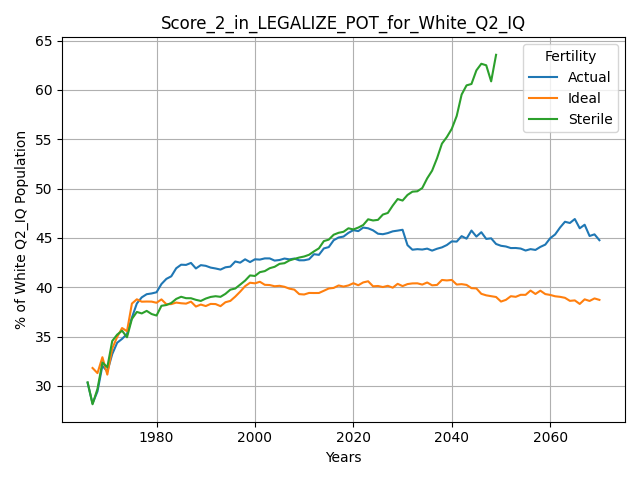 Score_2_in_LEGALIZE_POT_for_White_Q2_IQ
Fertility
Actual
Ideal
Sterile
% of White Q2_IQ Population
65
60
55
50
45
40
35
30
1980
2000
2020
2040
2060
Years